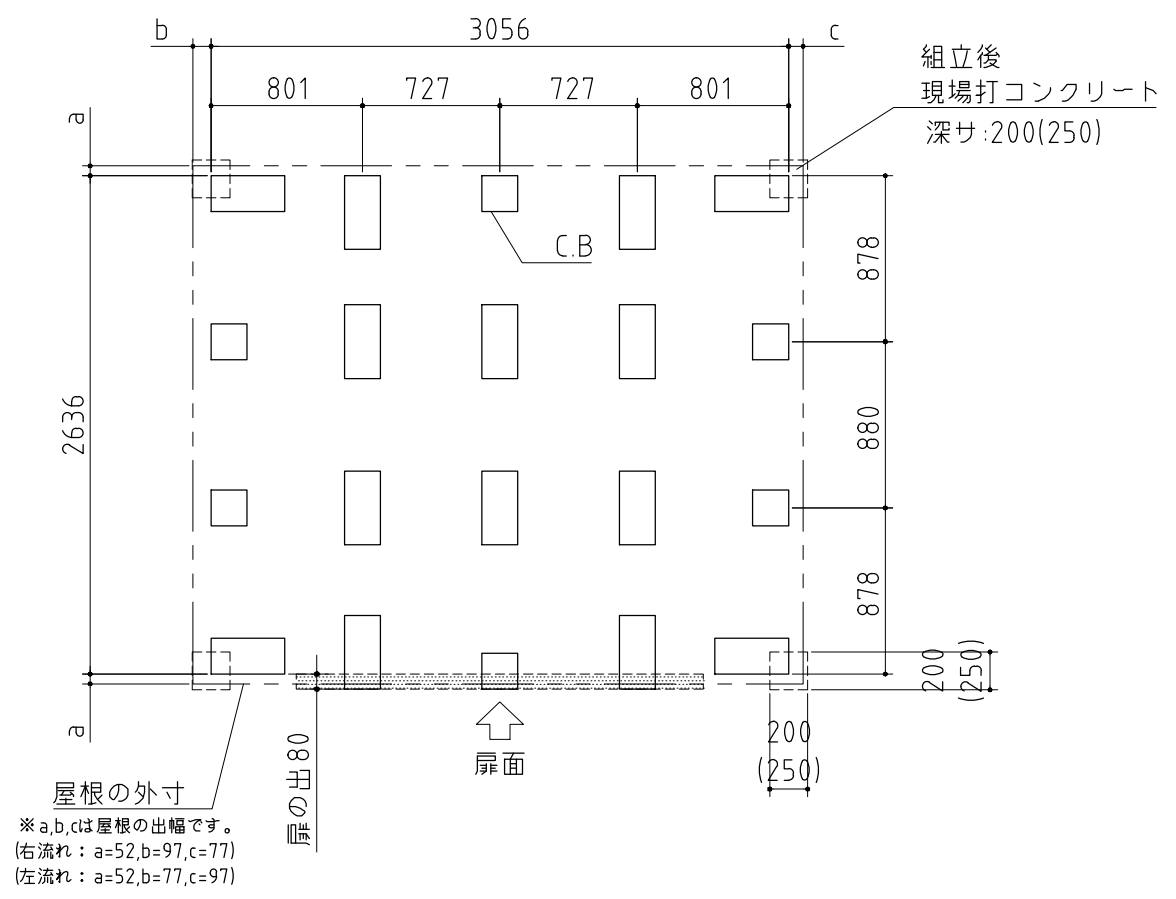 b
3056
c
801
727
727
801
組立後
現場打コンクリート
深サ:200(250)
a
C.B
878
2636
880
878
200
(250)
a
200
(250)
扉面
扉の出80
屋根の外寸
※a,b,cは屋根の出幅です。
(右流れ：a=52,b=97,c=77)
(左流れ：a=52,b=77,c=97)